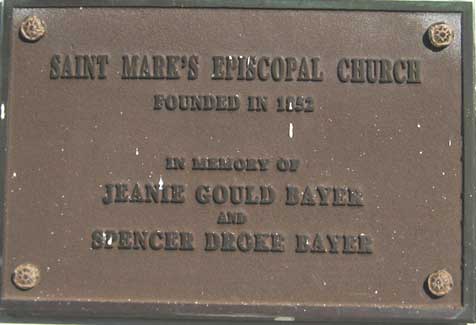 SAINT MARK'S EPISCOPAL CHURCH
FOUNDED IN 1852
IN MEMORY OF
JEANIE GOULD BAYER
AND
SPENCER DROKE BAYER